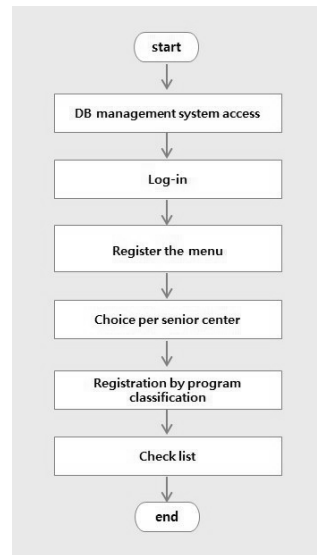 start
DB management system access
Log-in
Register the menu
Choice per senior center
Registration by program
classification
Check list
end